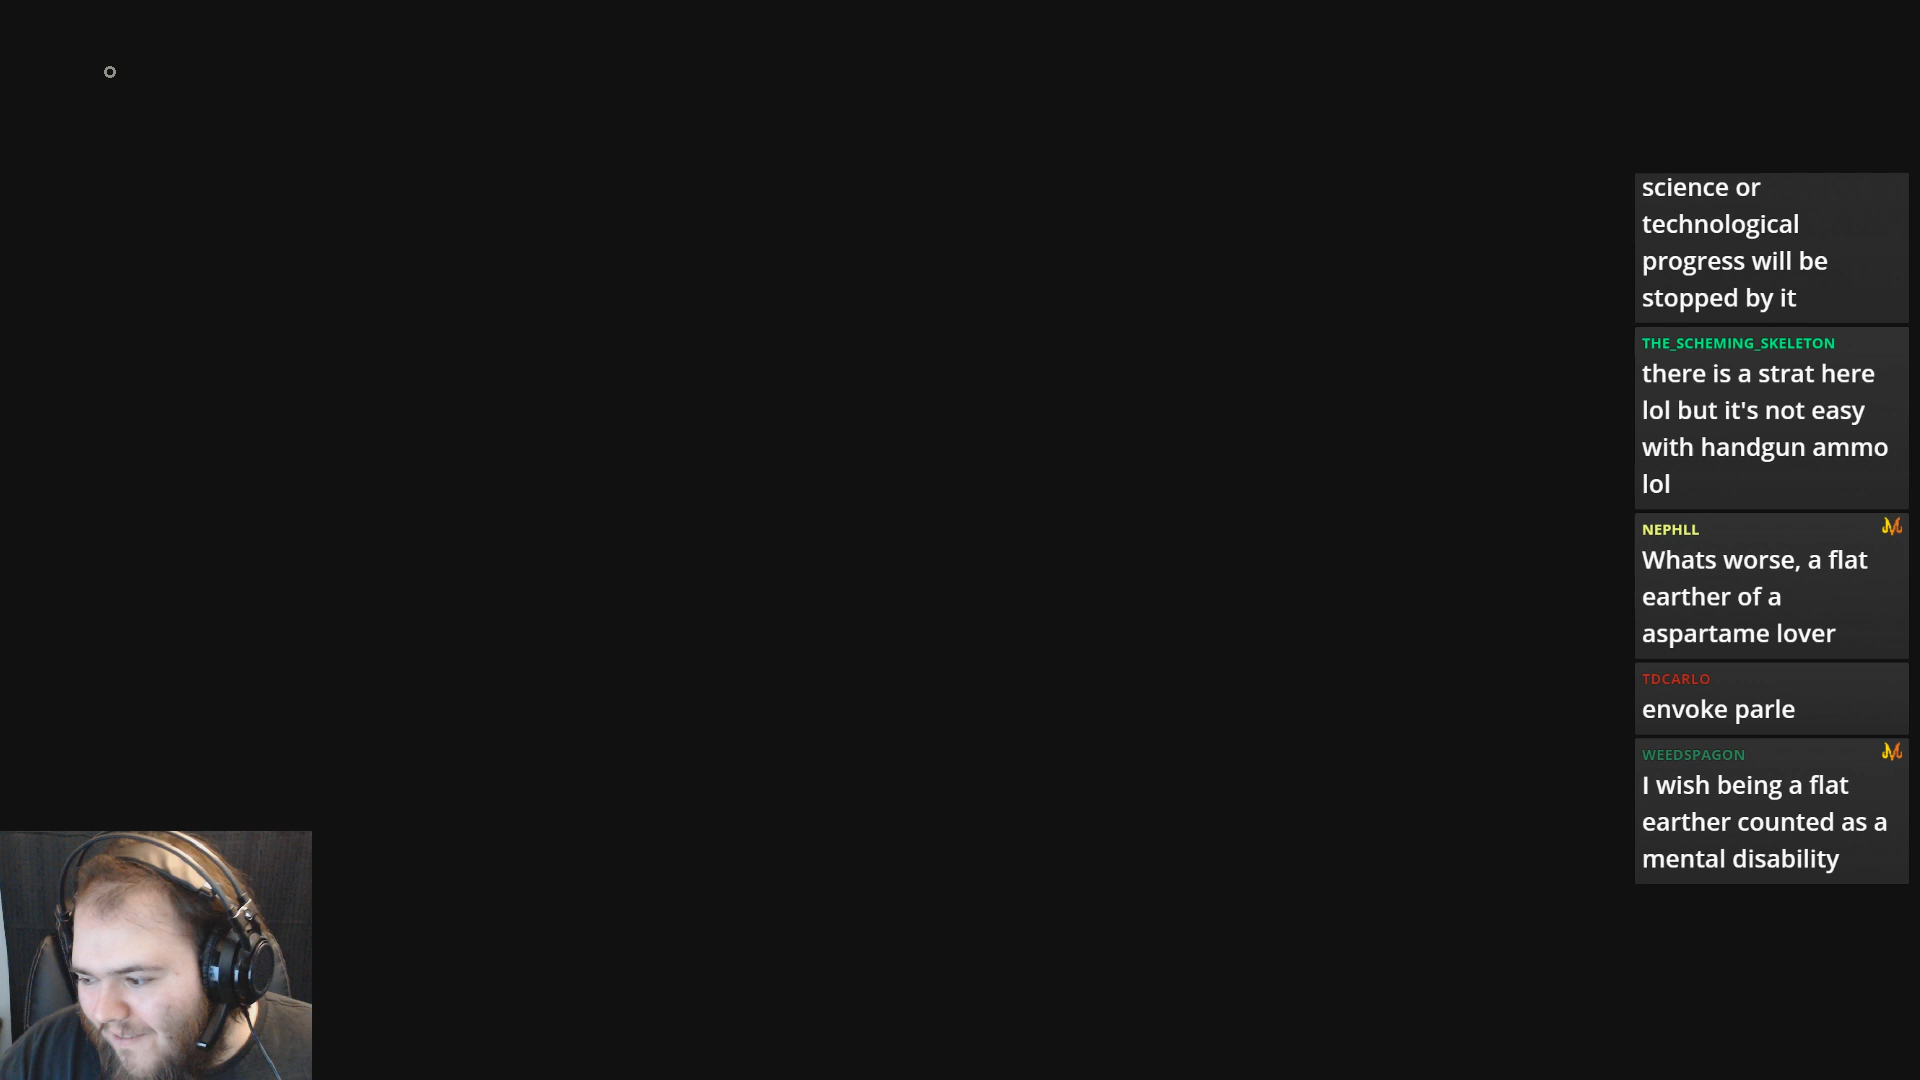 science or
technological
progress will be
stopped by it
THE_SCHEMING_SKELETON
there is a strat here
lol but it's not easy
with handgun ammo
lol
NEPHLL
Whats worse, a flat
earther of a
aspartame lover
TDCARLO
envoke parle
WEEDSPAGON
I wish being a flat
earther counted as a
mental disability